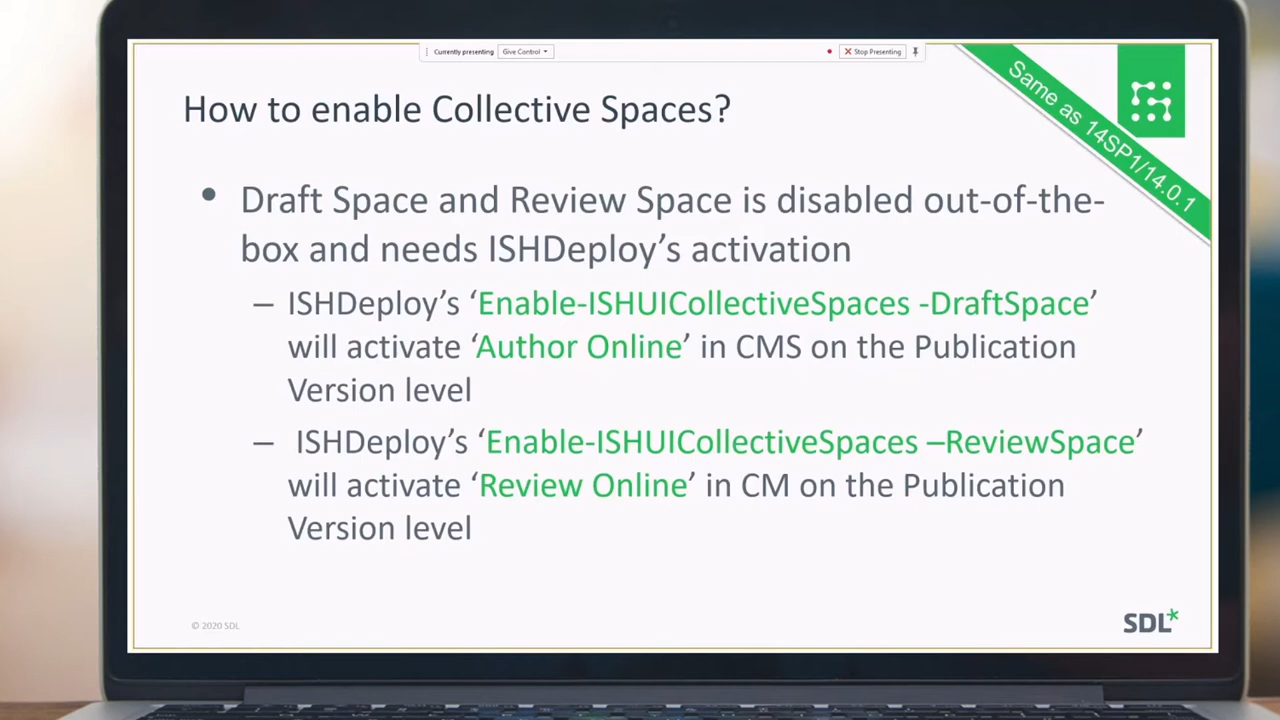 Currently presenting
Give Control
Stop Presenting
How to enable Collective Spaces?
Same as 14SP1/14.0.1
• Draft Space and Review Space is disabled out-of-the-
box and needs ISHDeploy’s activation
– ISHDeploy’s ‘Enable-ISHUICollectiveSpaces -DraftSpace’
will activate ‘Author Online’ in CMS on the Publication
Version level
– ISHDeploy’s ‘Enable-ISHUICollectiveSpaces –ReviewSpace’
will activate ‘Review Online’ in CM on the Publication
Version level
© 2020 SDL
SDL*